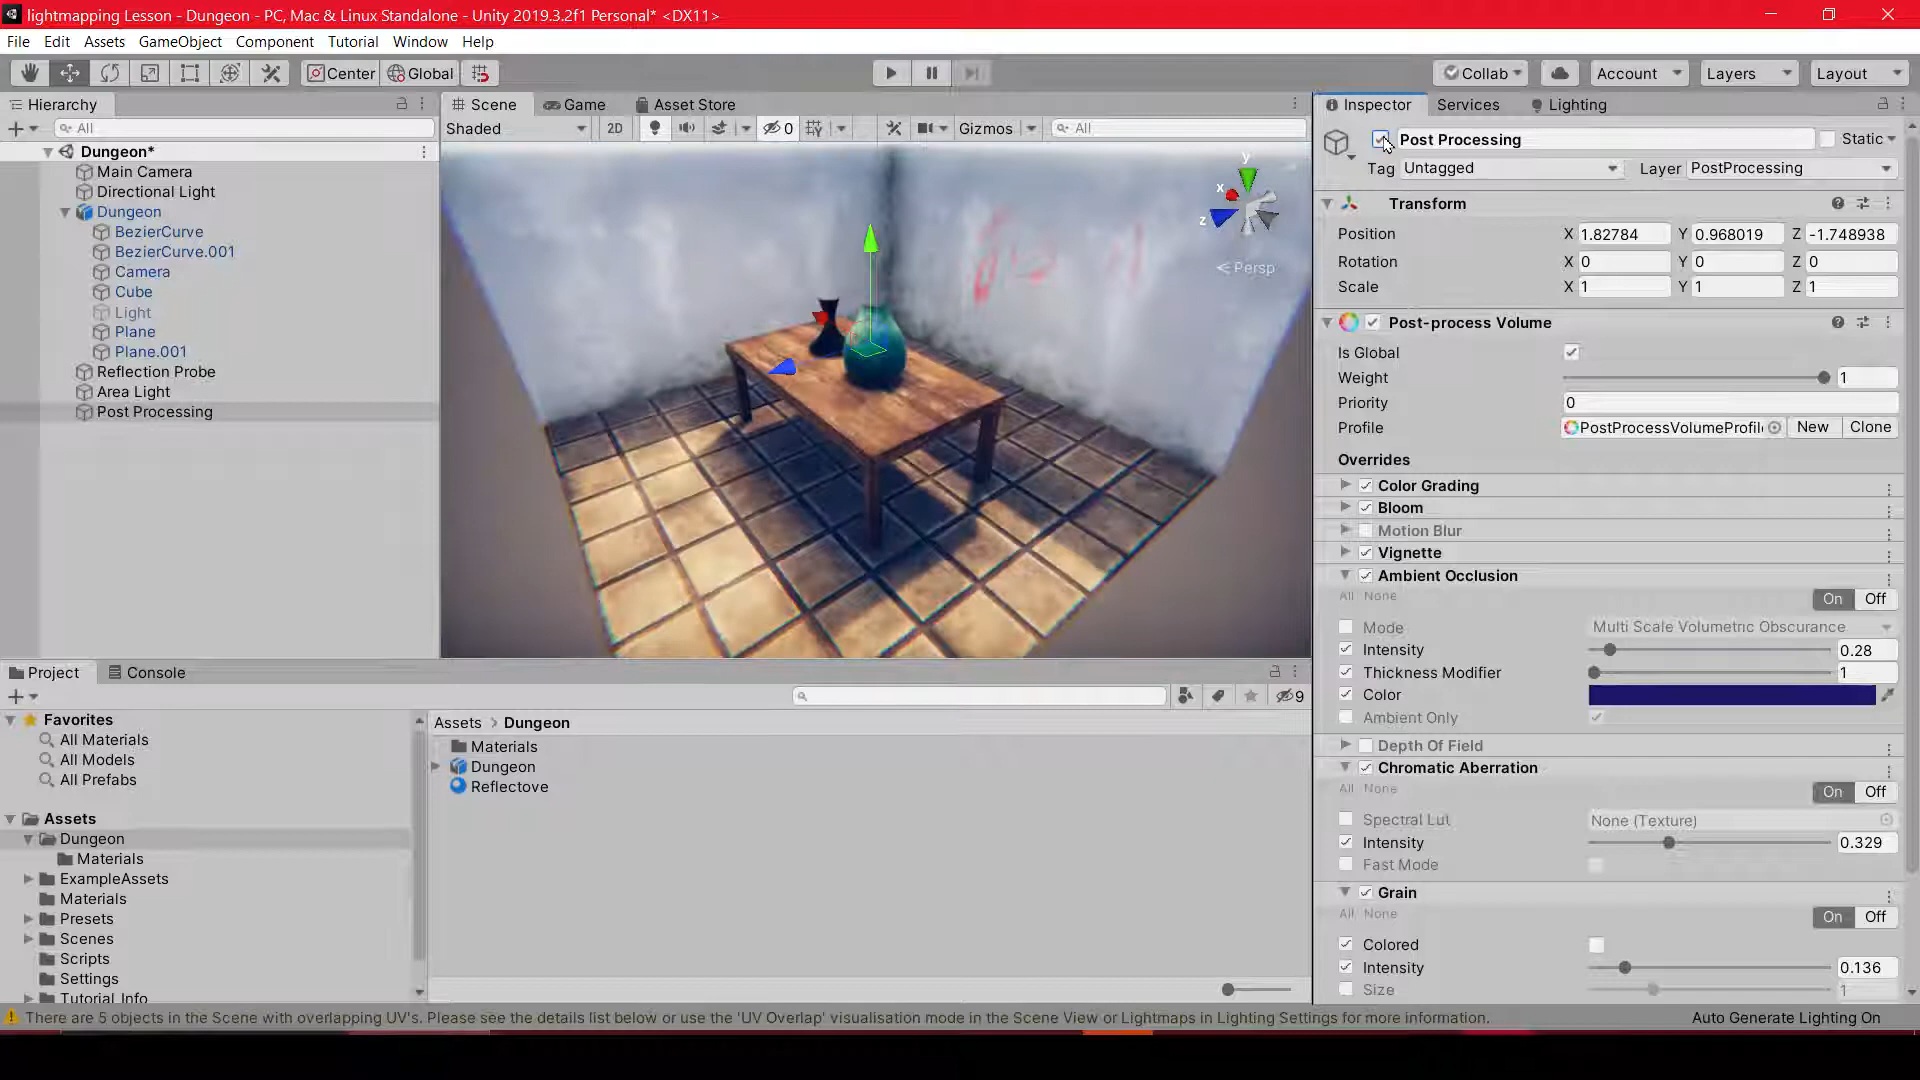 lightmapping Lesson - Dungeon - PC, Mac & Linux Standalone - Unity 2019.3.2f1 Personal* <DX11>
File Edit Assets GameObject Component Tutorial Window Help
Center Global Collab Account Layers Layout
Hierarchy
All
Dungeon*
Main Camera
Directional Light
Dungeon
BezierCurve
BezierCurve.001
Camera
Cube
Light
Plane
Plane.001
Reflection Probe
Area Light
Post Processing
Scene Game Asset Store
Shaded 2D 0 Gizmos All
y
x
z
Persp
Inspector Services Lighting
Post Processing Static
Tag Untagged Layer PostProcessing
Transform
Position X 1.82784 Y 0.968019 Z -1.748938
Rotation X 0 Y 0 Z 0
Scale X 1 Y 1 Z 1
Post-process Volume
Is Global
Weight 1
Priority 0
Profile PostProcessVolumeProfil New Clone
Overrides
Color Grading
Bloom
Motion Blur
Vignette
Ambient Occlusion
All None On Off
Mode Multi Scale Volumetric Obscurance
Intensity 0.28
Thickness Modifier 1
Color
Ambient Only
Depth Of Field
Chromatic Aberration
All None On Off
Spectral Lut None (Texture)
Intensity 0.329
Fast Mode
Grain
All None On Off
Colored
Intensity 0.136
Size 1
Project Console
9
Favorites
All Materials
All Models
All Prefabs
Assets
Dungeon
Materials
ExampleAssets
Materials
Presets
Scenes
Scripts
Settings
Tutorial Info
Assets > Dungeon
Materials
Dungeon
Reflectove
There are 5 objects in the Scene with overlapping UV's. Please see the details list below or use the 'UV Overlap' visualisation mode in the Scene View or Lightmaps in Lighting Settings for more information. Auto Generate Lighting On